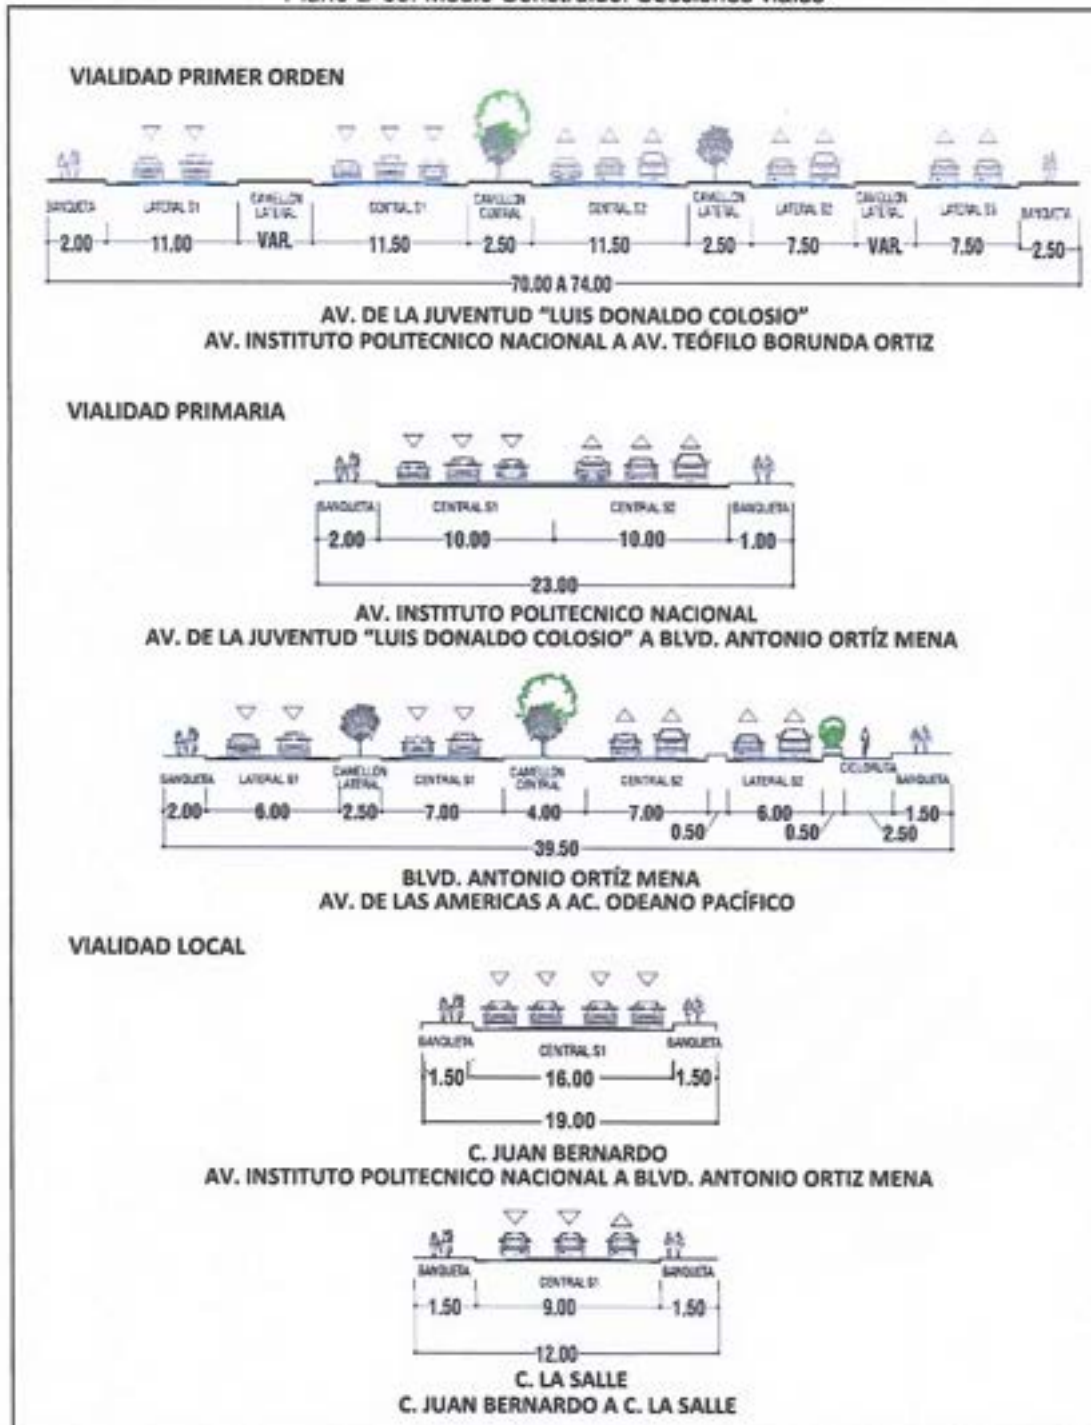 VIALIDAD PRIMER ORDEN
BANQUETA LATERAL S1 CAMELLON LATERAL CENTRAL S1 CAMELLON CENTRAL CENTRAL S2 CAMELLON LATERAL LATERAL S2 CAMELLON LATERAL LATERAL BANQUETA
2.00 11.00 VAR. 11.50 2.50 11.50 2.50 7.50 VAR. 7.50 2.50
70.00 A 74.00
AV. DE LA JUVENTUD "LUIS DONALDO COLOSIO"
AV. INSTITUTO POLITECNICO NACIONAL A AV. TEÓFILO BORUNDA ORTIZ
VIALIDAD PRIMARIA
BANQUETA CENTRAL S1 CENTRAL S2 BANQUETA
2.00 10.00 10.00 1.00
23.00
AV. INSTITUTO POLITECNICO NACIONAL
AV. DE LA JUVENTUD "LUIS DONALDO COLOSIO" A BLVD. ANTONIO ORTÍZ MENA
BANQUETA LATERAL S1 CAMELLON LATERAL CENTRAL S1 CAMELLON CENTRAL CENTRAL S2 LATERAL S2 CICLORUTA BANQUETA
2.00 6.00 2.50 7.00 4.00 7.00 0.50 6.00 0.50 2.50 1.50
39.50
BLVD. ANTONIO ORTÍZ MENA
AV. DE LAS AMERICAS A AC. ODEANO PACÍFICO
VIALIDAD LOCAL
BANQUETA CENTRAL S1 BANQUETA
1.50 16.00 1.50
19.00
C. JUAN BERNARDO
AV. INSTITUTO POLITECNICO NACIONAL A BLVD. ANTONIO ORTIZ MENA
BANQUETA CENTRAL S1 BANQUETA
1.50 9.00 1.50
12.00
C. LA SALLE
C. JUAN BERNARDO A C. LA SALLE